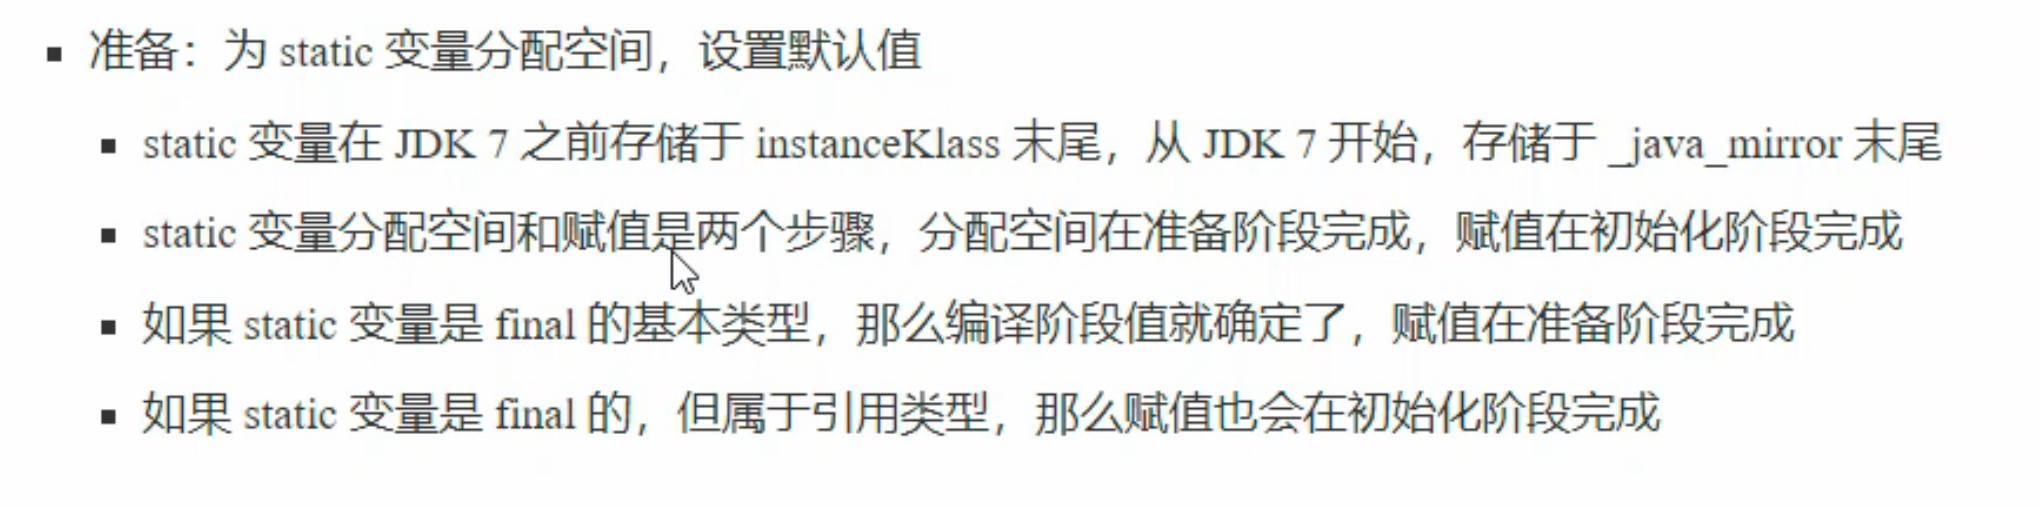 准备：为 static 变量分配空间，设置默认值
static 变量在 JDK 7 之前存储于 instanceKlass 末尾，从 JDK 7 开始，存储于 _java_mirror 末尾
static 变量分配空间和赋值是两个步骤，分配空间在准备阶段完成，赋值在初始化阶段完成
如果 static 变量是 final 的基本类型，那么编译阶段值就确定了，赋值在准备阶段完成
如果 static 变量是 final 的，但属于引用类型，那么赋值也会在初始化阶段完成